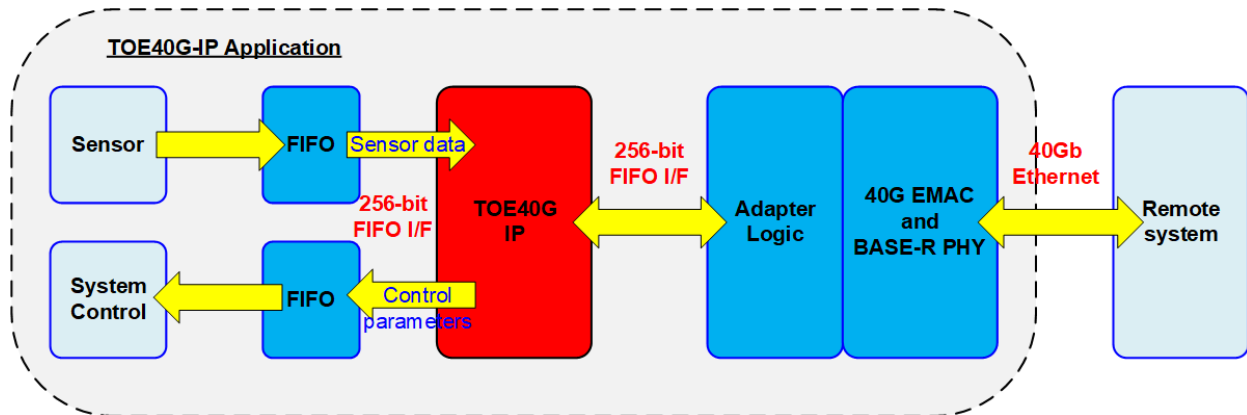 TOE40G-IP Application
Sensor
FIFO
Sensor data
256-bit
FIFO I/F
TOE40G
IP
256-bit
FIFO I/F
Adapter
Logic
40G EMAC
and
BASE-R PHY
40Gb
Ethernet
Remote
system
System
Control
FIFO
Control
parameters